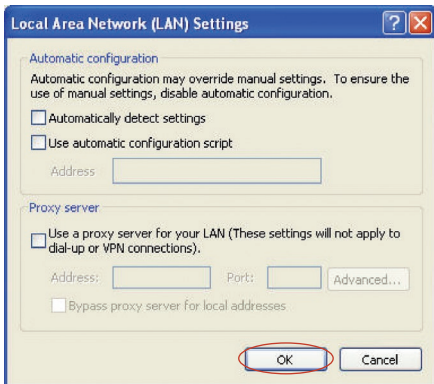 Local Area Network (LAN) Settings
Automatic configuration
Automatic configuration may override manual settings. To ensure the
use of manual settings, disable automatic configuration.
Automatically detect settings
Use automatic configuration script
Address
Proxy server
Use a proxy server for your LAN (These settings will not apply to
dial-up or VPN connections).
Address: Port: Advanced...
Bypass proxy server for local addresses
OK Cancel